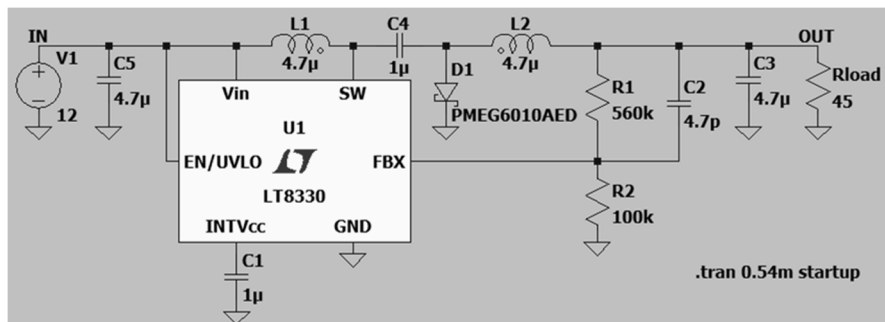 IN
V1
12
C5
4.7µ
L1
4.7µ
C4
1µ
L2
4.7µ
D1
PMEG6010AED
R1
560k
C2
4.7p
C3
4.7µ
OUT
Rload
45
Vin
SW
U1
EN/UVLO
FBX
LT8330
INTVcc
GND
C1
1µ
R2
100k
.tran 0.54m startup